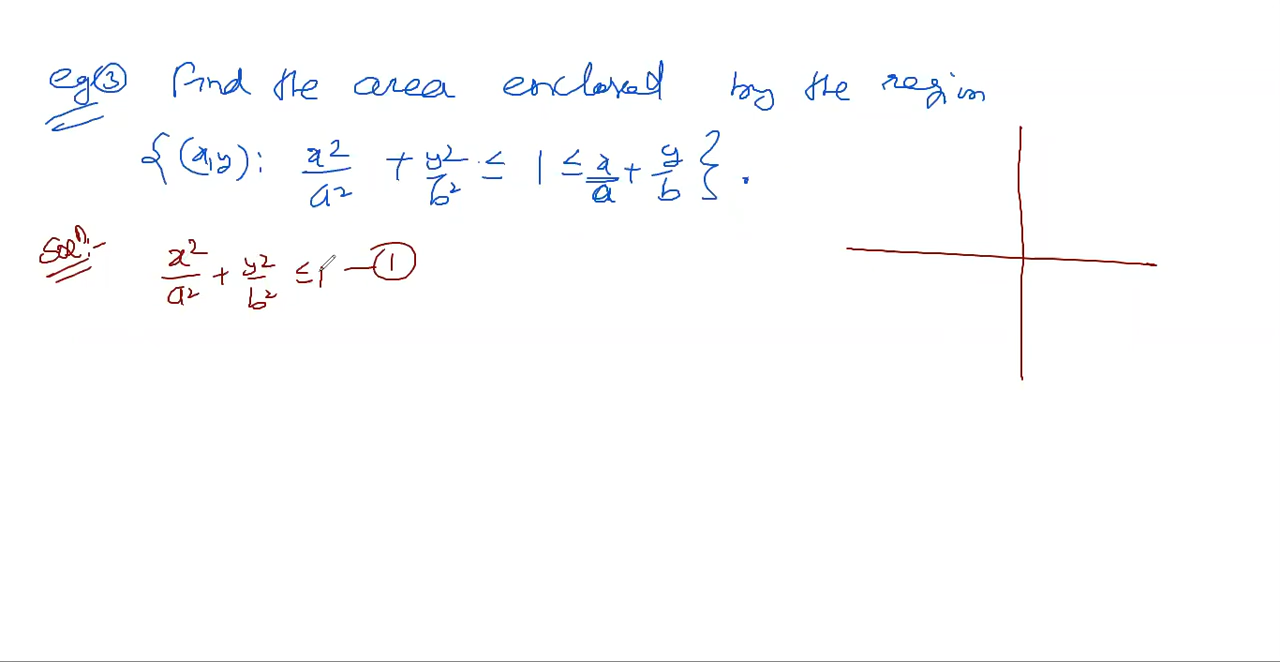 eg③ Find the area enclosed by the region
{(x,y): x²/a² + y²/b² ≤ 1 ≤ x/a + y/b}.
Solⁿ:- x²/a² + y²/b² ≤ 1 —①